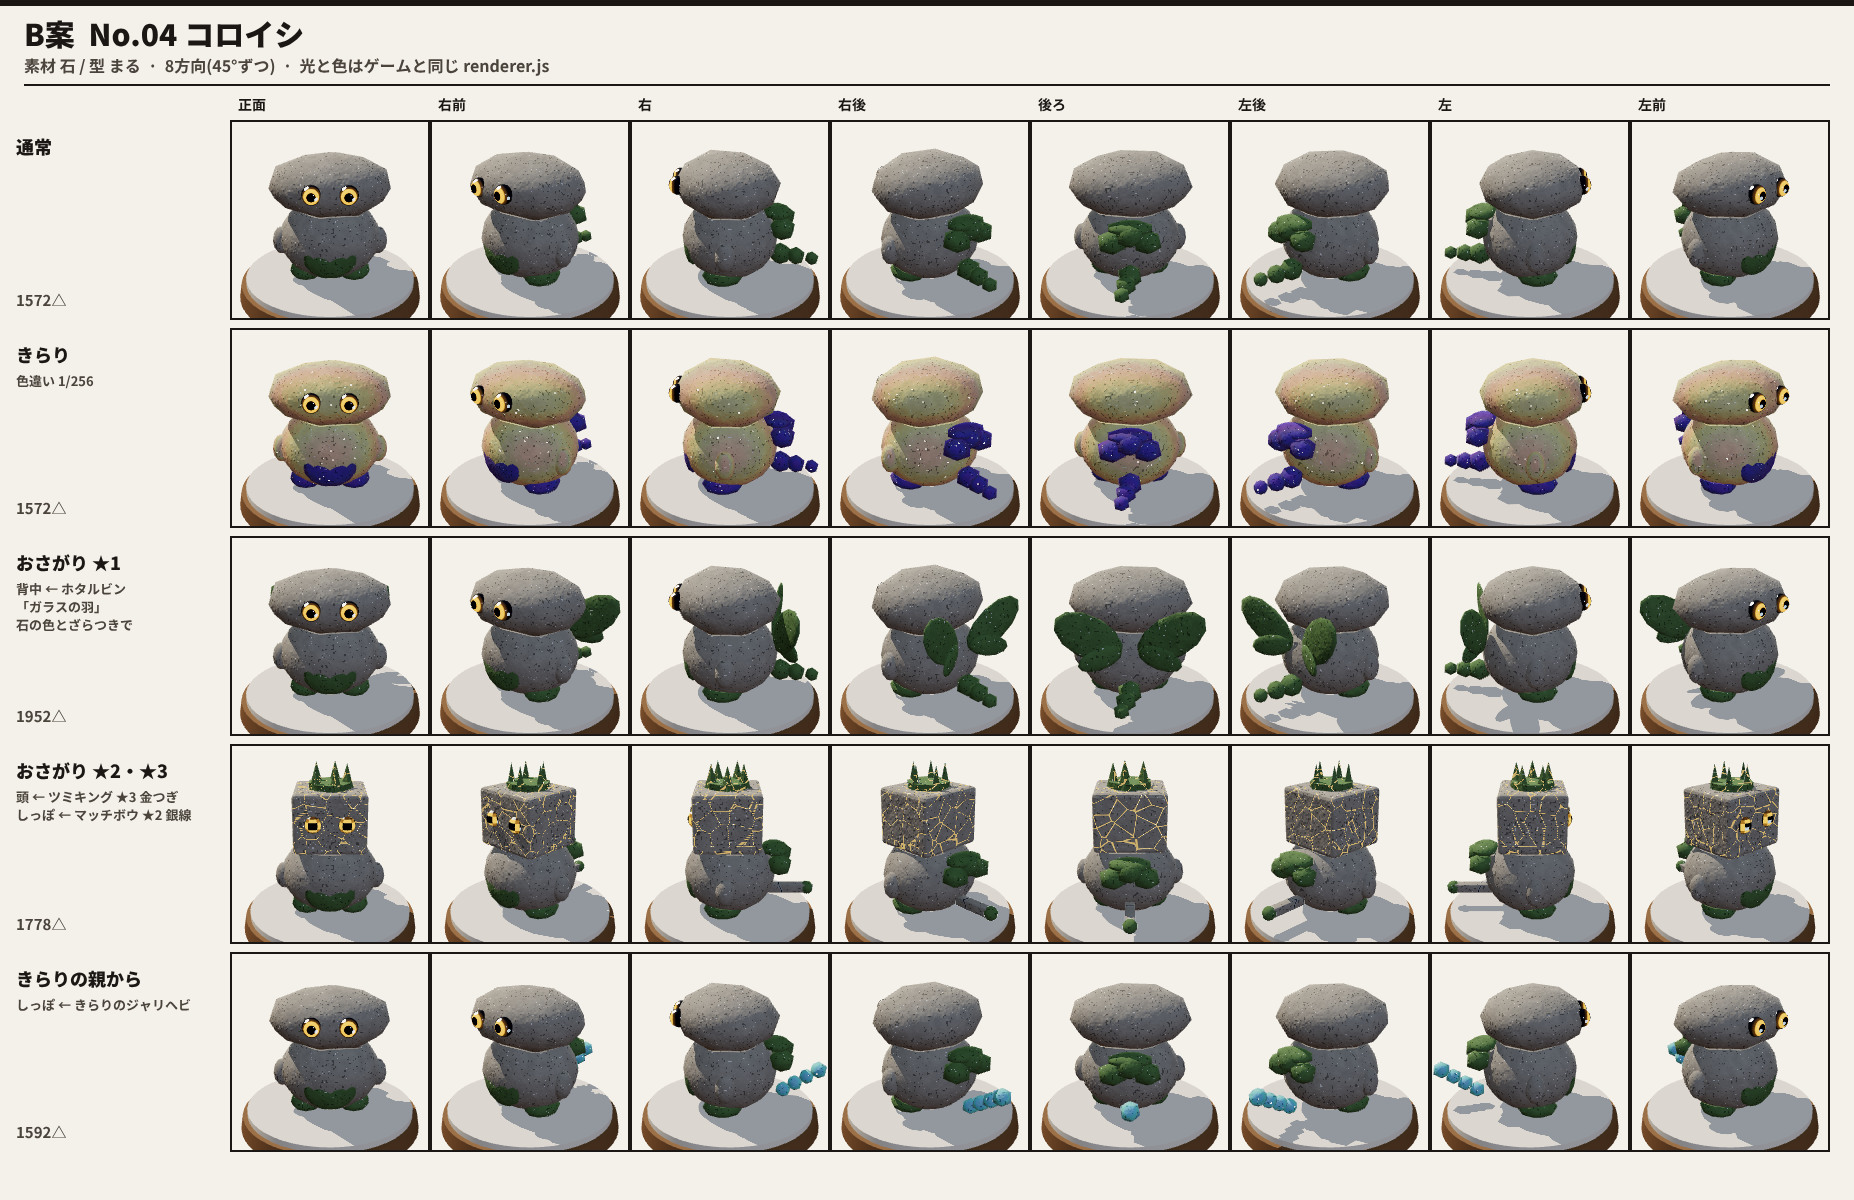 B案 No.04 コロイシ
素材 石 / 型 まる ・ 8方向(45°ずつ) ・ 光と色はゲームと同じ renderer.js
正面 右前 右 右後 後ろ 左後 左 左前
通常
1572△
きらり
色違い 1/256
1572△
おさがり ★1
背中 ← ホタルビン
「ガラスの羽」
石の色とざらつきで
1952△
おさがり ★2・★3
頭 ← ツミキング ★3 金つぎ
しっぽ ← マッチボウ ★2 銀線
1778△
きらりの親から
しっぽ ← きらりのジャリヘビ
1592△